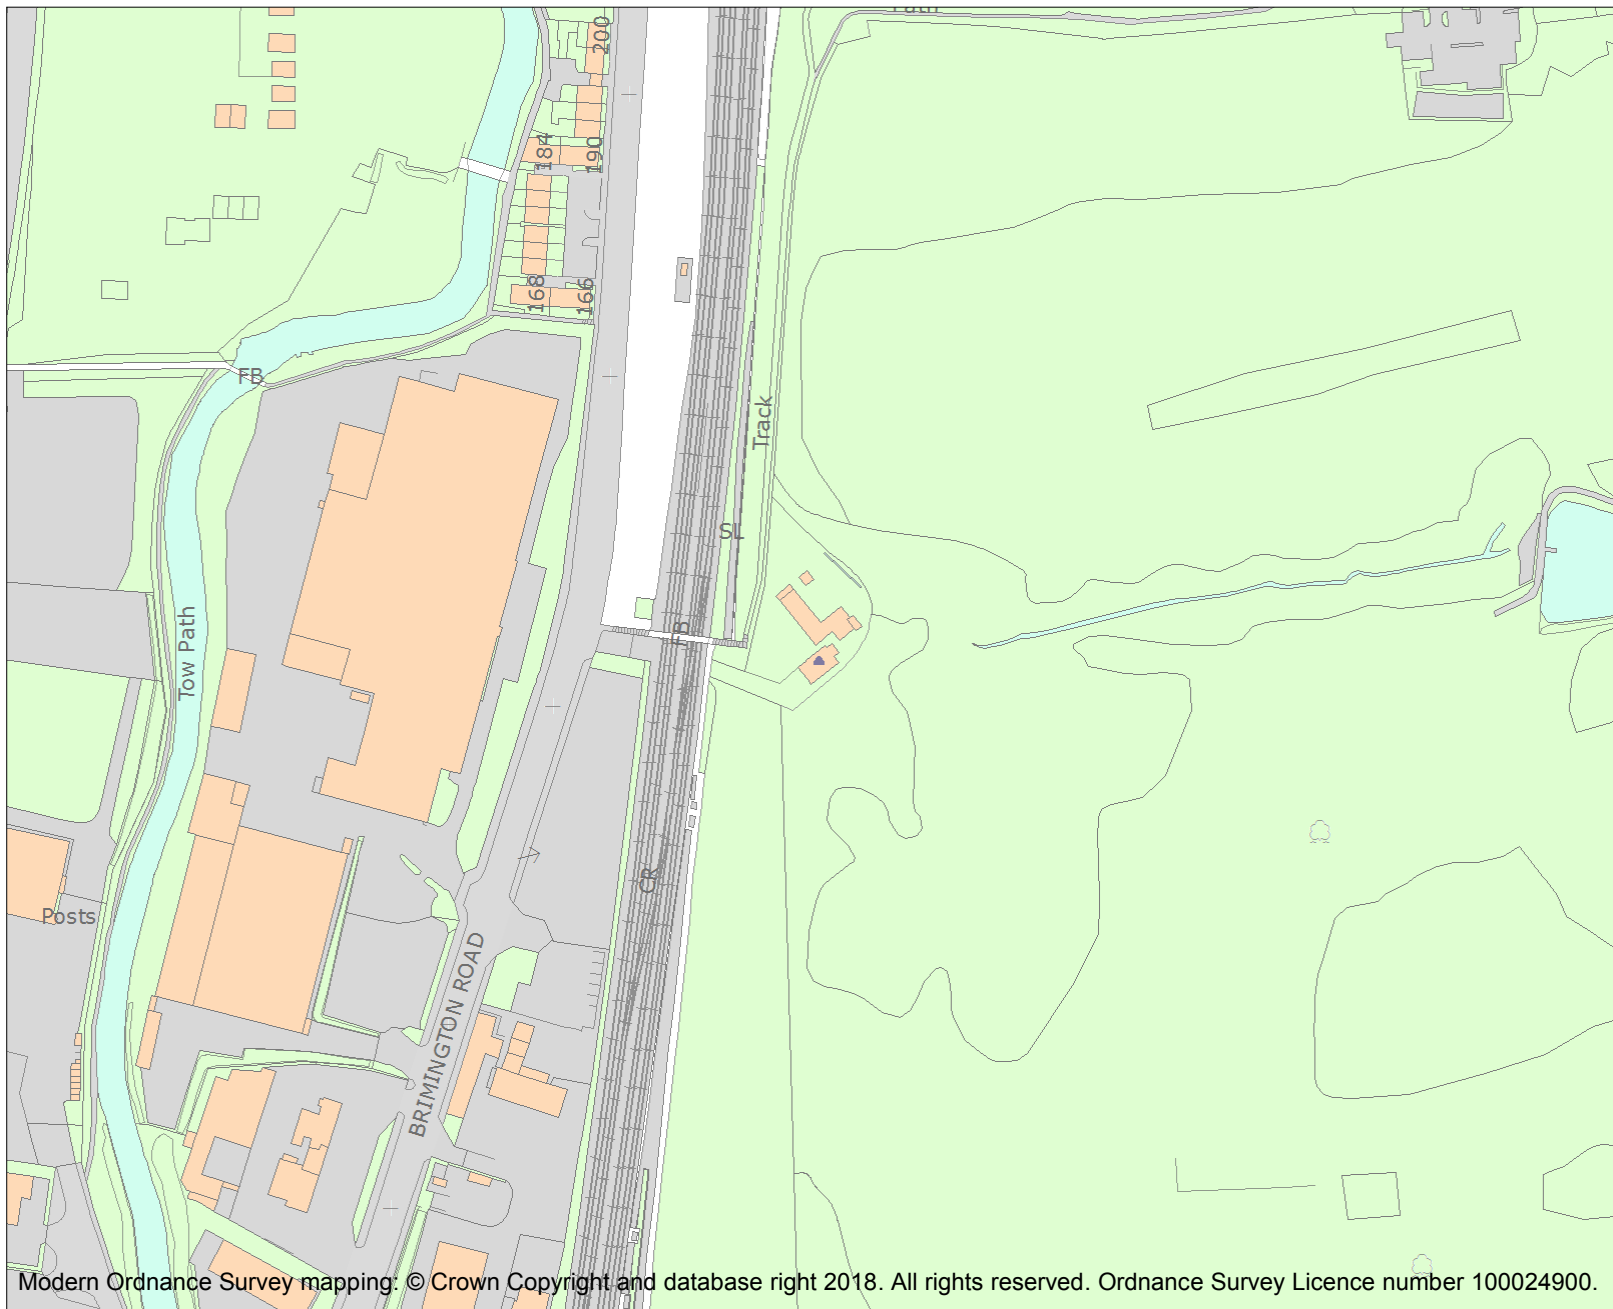 Path
200
184
190
168
166
FB
Track
SL
FB
Tow Path
CR
Posts
BRIMINGTON ROAD
Modern Ordnance Survey mapping: © Crown Copyright and database right 2018. All rights reserved. Ordnance Survey Licence number 100024900.